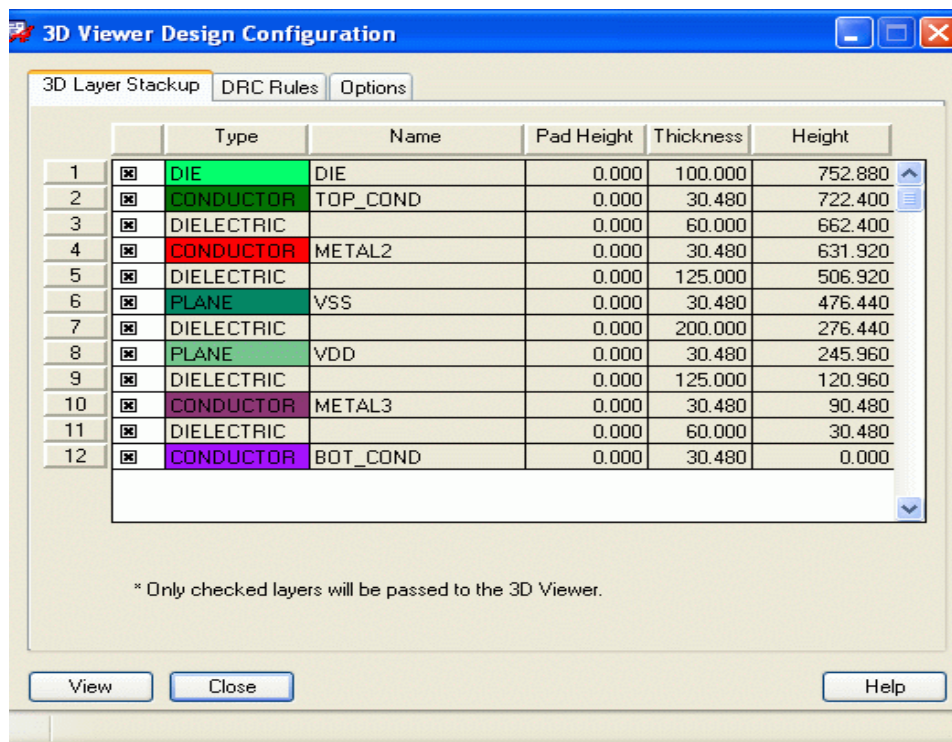 3D Viewer Design Configuration
3D Layer Stackup DRC Rules Options
Type Name Pad Height Thickness Height
1 DIE DIE 0.000 100.000 752.880
2 CONDUCTOR TOP_COND 0.000 30.480 722.400
3 DIELECTRIC 0.000 60.000 662.400
4 CONDUCTOR METAL2 0.000 30.480 631.920
5 DIELECTRIC 0.000 125.000 506.920
6 PLANE VSS 0.000 30.480 476.440
7 DIELECTRIC 0.000 200.000 276.440
8 PLANE VDD 0.000 30.480 245.960
9 DIELECTRIC 0.000 125.000 120.960
10 CONDUCTOR METAL3 0.000 30.480 90.480
11 DIELECTRIC 0.000 60.000 30.480
12 CONDUCTOR BOT_COND 0.000 30.480 0.000
* Only checked layers will be passed to the 3D Viewer.
View Close Help